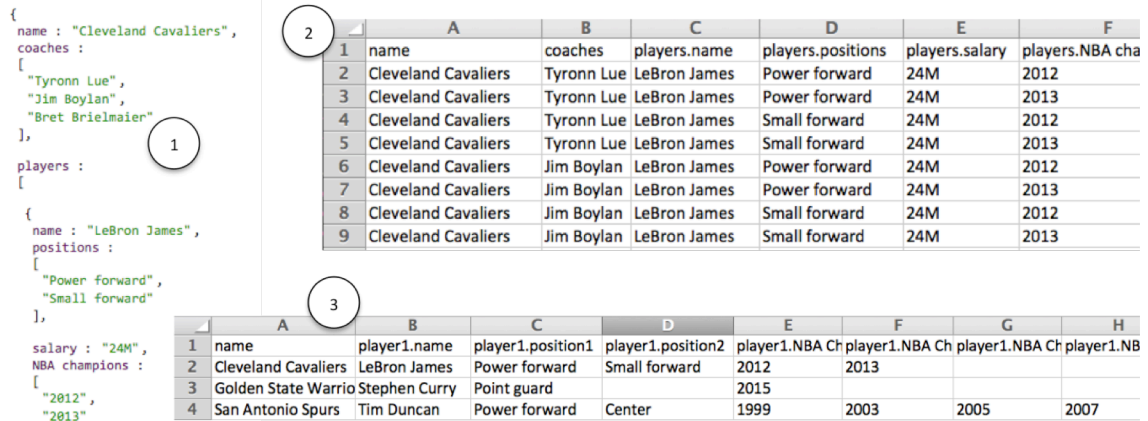 {
name : "Cleveland Cavaliers",
coaches :
[
"Tyronn Lue",
"Jim Boylan",
"Bret Brielmaier"
],
players :
[
{
name : "LeBron James",
positions :
[
"Power forward",
"Small forward"
],
salary : "24M",
NBA champions :
[
"2012",
"2013"
1
2
A B C D E F
1 name coaches players.name players.positions players.salary players.NBA cha
2 Cleveland Cavaliers Tyronn Lue LeBron James Power forward 24M 2012
3 Cleveland Cavaliers Tyronn Lue LeBron James Power forward 24M 2013
4 Cleveland Cavaliers Tyronn Lue LeBron James Small forward 24M 2012
5 Cleveland Cavaliers Tyronn Lue LeBron James Small forward 24M 2013
6 Cleveland Cavaliers Jim Boylan LeBron James Power forward 24M 2012
7 Cleveland Cavaliers Jim Boylan LeBron James Power forward 24M 2013
8 Cleveland Cavaliers Jim Boylan LeBron James Small forward 24M 2012
9 Cleveland Cavaliers Jim Boylan LeBron James Small forward 24M 2013
3
A B C D E F G H
1 name player1.name player1.position1 player1.position2 player1.NBA Ch player1.NBA Ch player1.NBA Ch player1.NB
2 Cleveland Cavaliers LeBron James Power forward Small forward 2012 2013
3 Golden State Warrio Stephen Curry Point guard 2015
4 San Antonio Spurs Tim Duncan Power forward Center 1999 2003 2005 2007